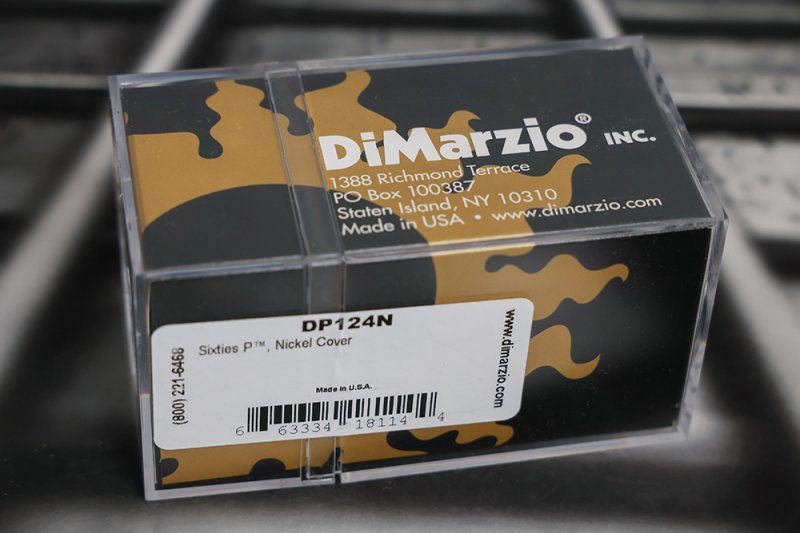 DiMarzio® INC.
1388 Richmond Terrace
PO Box 100387
Staten Island, NY 10310
Made in USA • www.dimarzio.com
DP124N
Sixties P™, Nickel Cover
(800) 221-6468
www.dimarzio.com
Made in U.S.A.
6 63334 18114 4